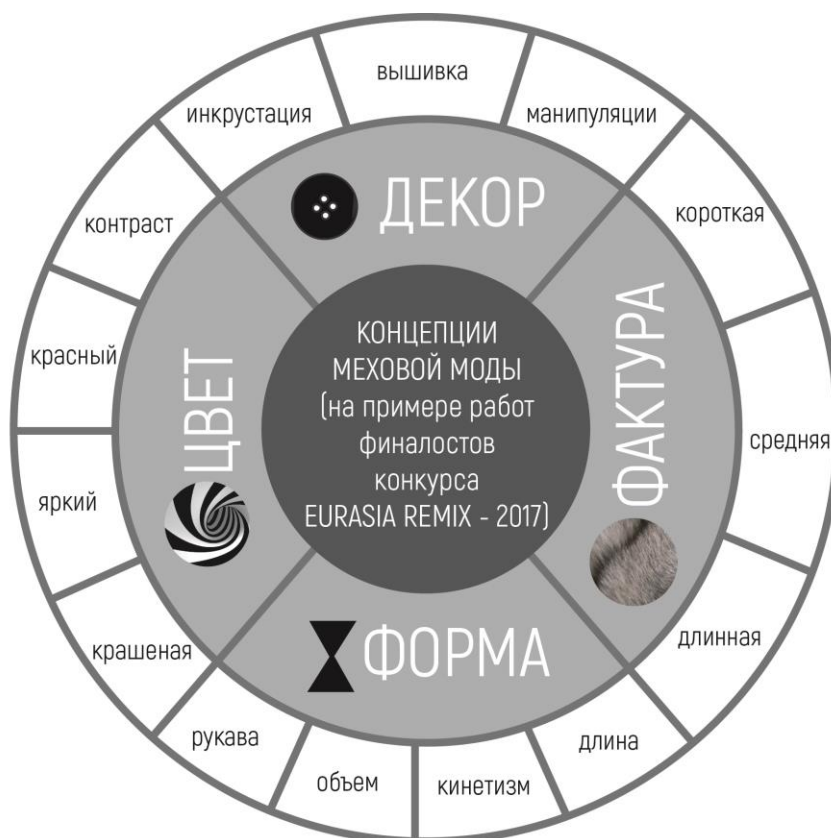 вышивка
инкрустация
манипуляции
контраст
короткая
ДЕКОР
красный
ЦВЕТ
КОНЦЕПЦИИ
МЕХОВОЙ МОДЫ
(на примере работ
финалостов
конкурса
EURASIA REMIX - 2017)
ФАКТУРА
средняя
яркий
крашеная
ФОРМА
длинная
рукава
объем
кинетизм
длина